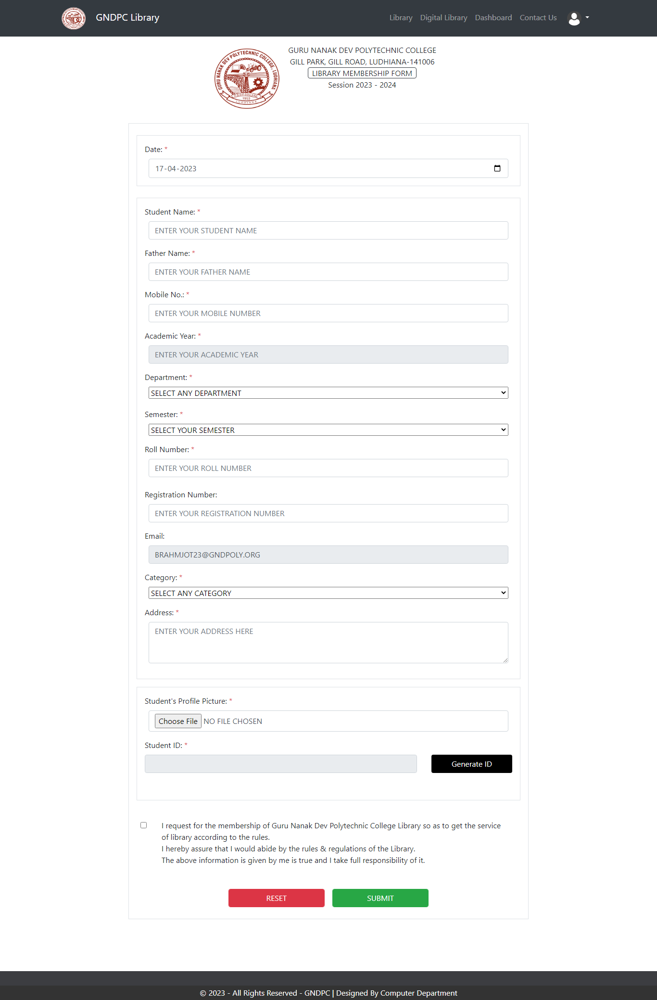 GNDPC Library
Library Digital Library Dashboard Contact Us
GURU NANAK DEV POLYTECHNIC COLLEGE, LUDHIANA
G.N.D.P. COLLEGE
1953
LUDHIANA
GURU NANAK DEV POLYTECHNIC COLLEGE
GILL PARK, GILL ROAD, LUDHIANA-141006
LIBRARY MEMBERSHIP FORM
Session 2023 - 2024
Date: *
17-04-2023
Student Name: *
ENTER YOUR STUDENT NAME
Father Name: *
ENTER YOUR FATHER NAME
Mobile No.: *
ENTER YOUR MOBILE NUMBER
Academic Year: *
ENTER YOUR ACADEMIC YEAR
Department: *
SELECT ANY DEPARTMENT
Semester: *
SELECT YOUR SEMESTER
Roll Number: *
ENTER YOUR ROLL NUMBER
Registration Number:
ENTER YOUR REGISTRATION NUMBER
Email:
BRAHMJOT23@GNDPOLY.ORG
Category: *
SELECT ANY CATEGORY
Address: *
ENTER YOUR ADDRESS HERE
Student's Profile Picture: *
Choose File NO FILE CHOSEN
Student ID: *
Generate ID
I request for the membership of Guru Nanak Dev Polytechnic College Library so as to get the service
of library according to the rules.
I hereby assure that I would abide by the rules & regulations of the Library.
The above information is given by me is true and I take full responsibility of it.
RESET SUBMIT
© 2023 - All Rights Reserved - GNDPC | Designed By Computer Department